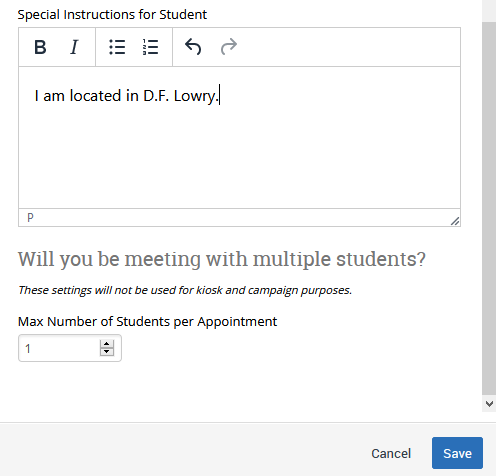 Special Instructions for Student
B I
I am located in D.F. Lowry.
P
Will you be meeting with multiple students?
These settings will not be used for kiosk and campaign purposes.
Max Number of Students per Appointment
1
Cancel Save